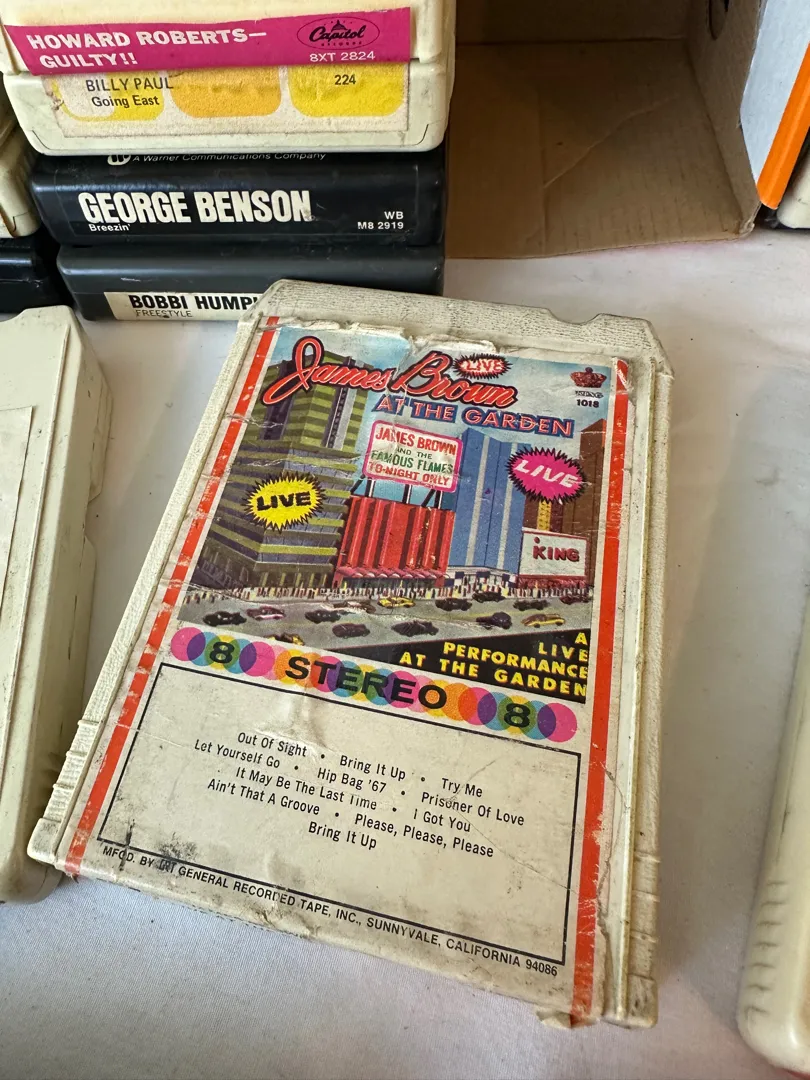 HOWARD ROBERTS—
GUILTY!!
Capitol
RECORDS
8XT 2824
BILLY PAUL
Going East
224
A Warner Communications Company
GEORGE BENSON
Breezin'
WB
M8 2919
BOBBI HUMP
FREESTYLE
James Brown
LIVE
AT THE GARDEN
KING
1018
JAMES BROWN
AND THE
FAMOUS FLAMES
TO-NIGHT ONLY
LIVE
LIVE
KING
A
LIVE
PERFORMANCE
AT THE GARDEN
8 STEREO 8
Out Of Sight • Bring It Up • Try Me
Let Yourself Go • Hip Bag '67 • Prisoner Of Love
It May Be The Last Time • I Got You
Ain't That A Groove • Please, Please, Please
Bring It Up
MFGD. BY GENERAL RECORDED TAPE, INC., SUNNYVALE, CALIFORNIA 94086